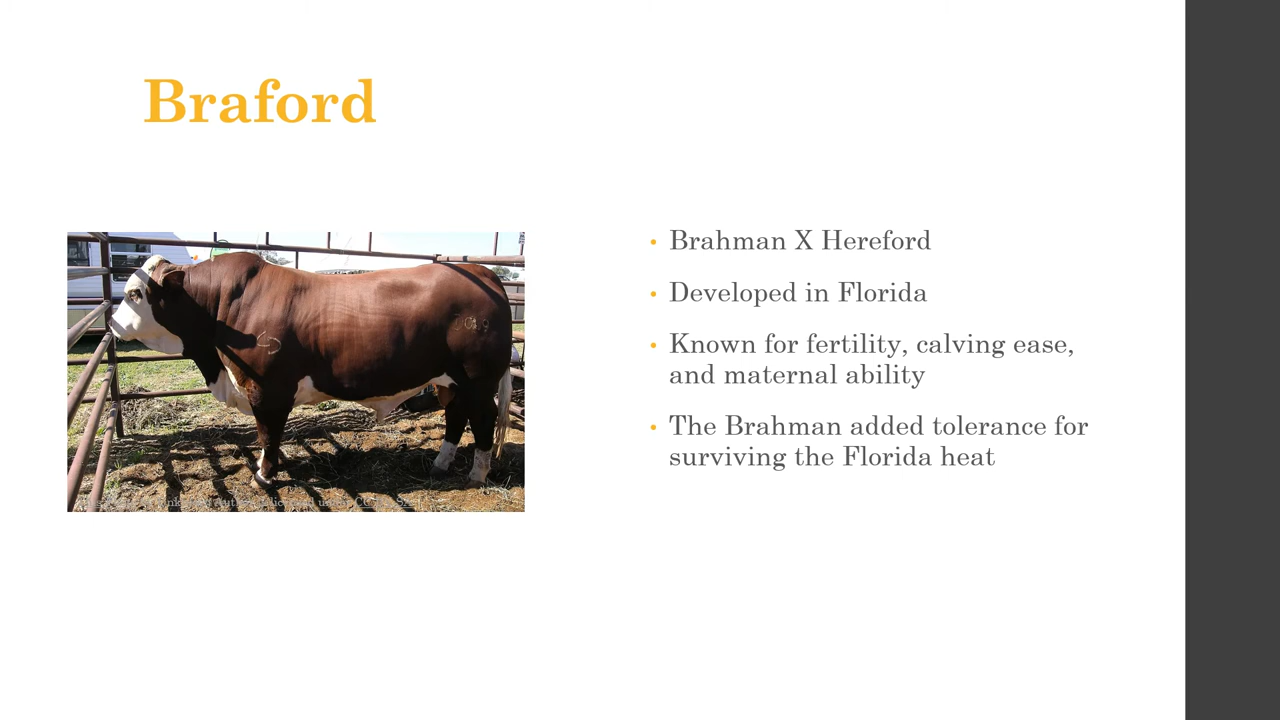 Braford
• Brahman X Hereford
• Developed in Florida
• Known for fertility, calving ease,
and maternal ability
• The Brahman added tolerance for
surviving the Florida heat